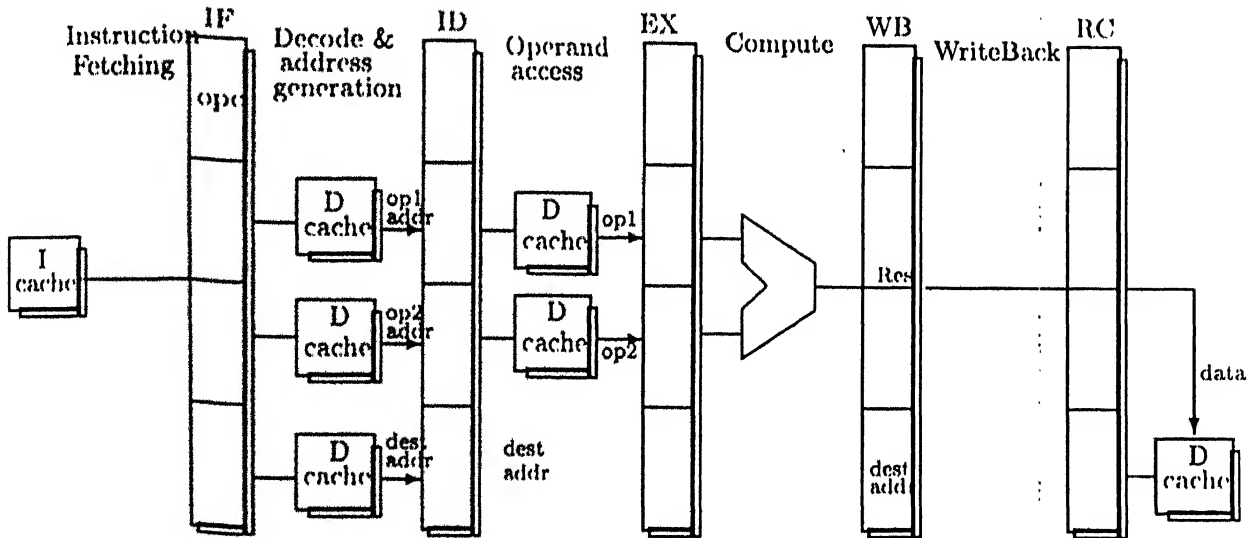 IF
ID
EX
WB
RC
Instruction
Fetching
Decode &
address
generation
Operand
access
Compute
WriteBack
opc
I
cache
D
cache
op1
addr
D
cache
op2
addr
D
cache
dest
addr
D
cache
op1
D
cache
op2
dest
addr
Res
dest
addr
data
D
cache